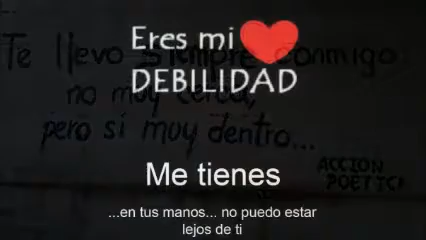 Eres mi
Te llevo siempre conmigo
DEBILIDAD
no muy cerca,
pero si muy dentro...
Me tienes
ACCION
POETICA
...en tus manos... no puedo estar
lejos de ti